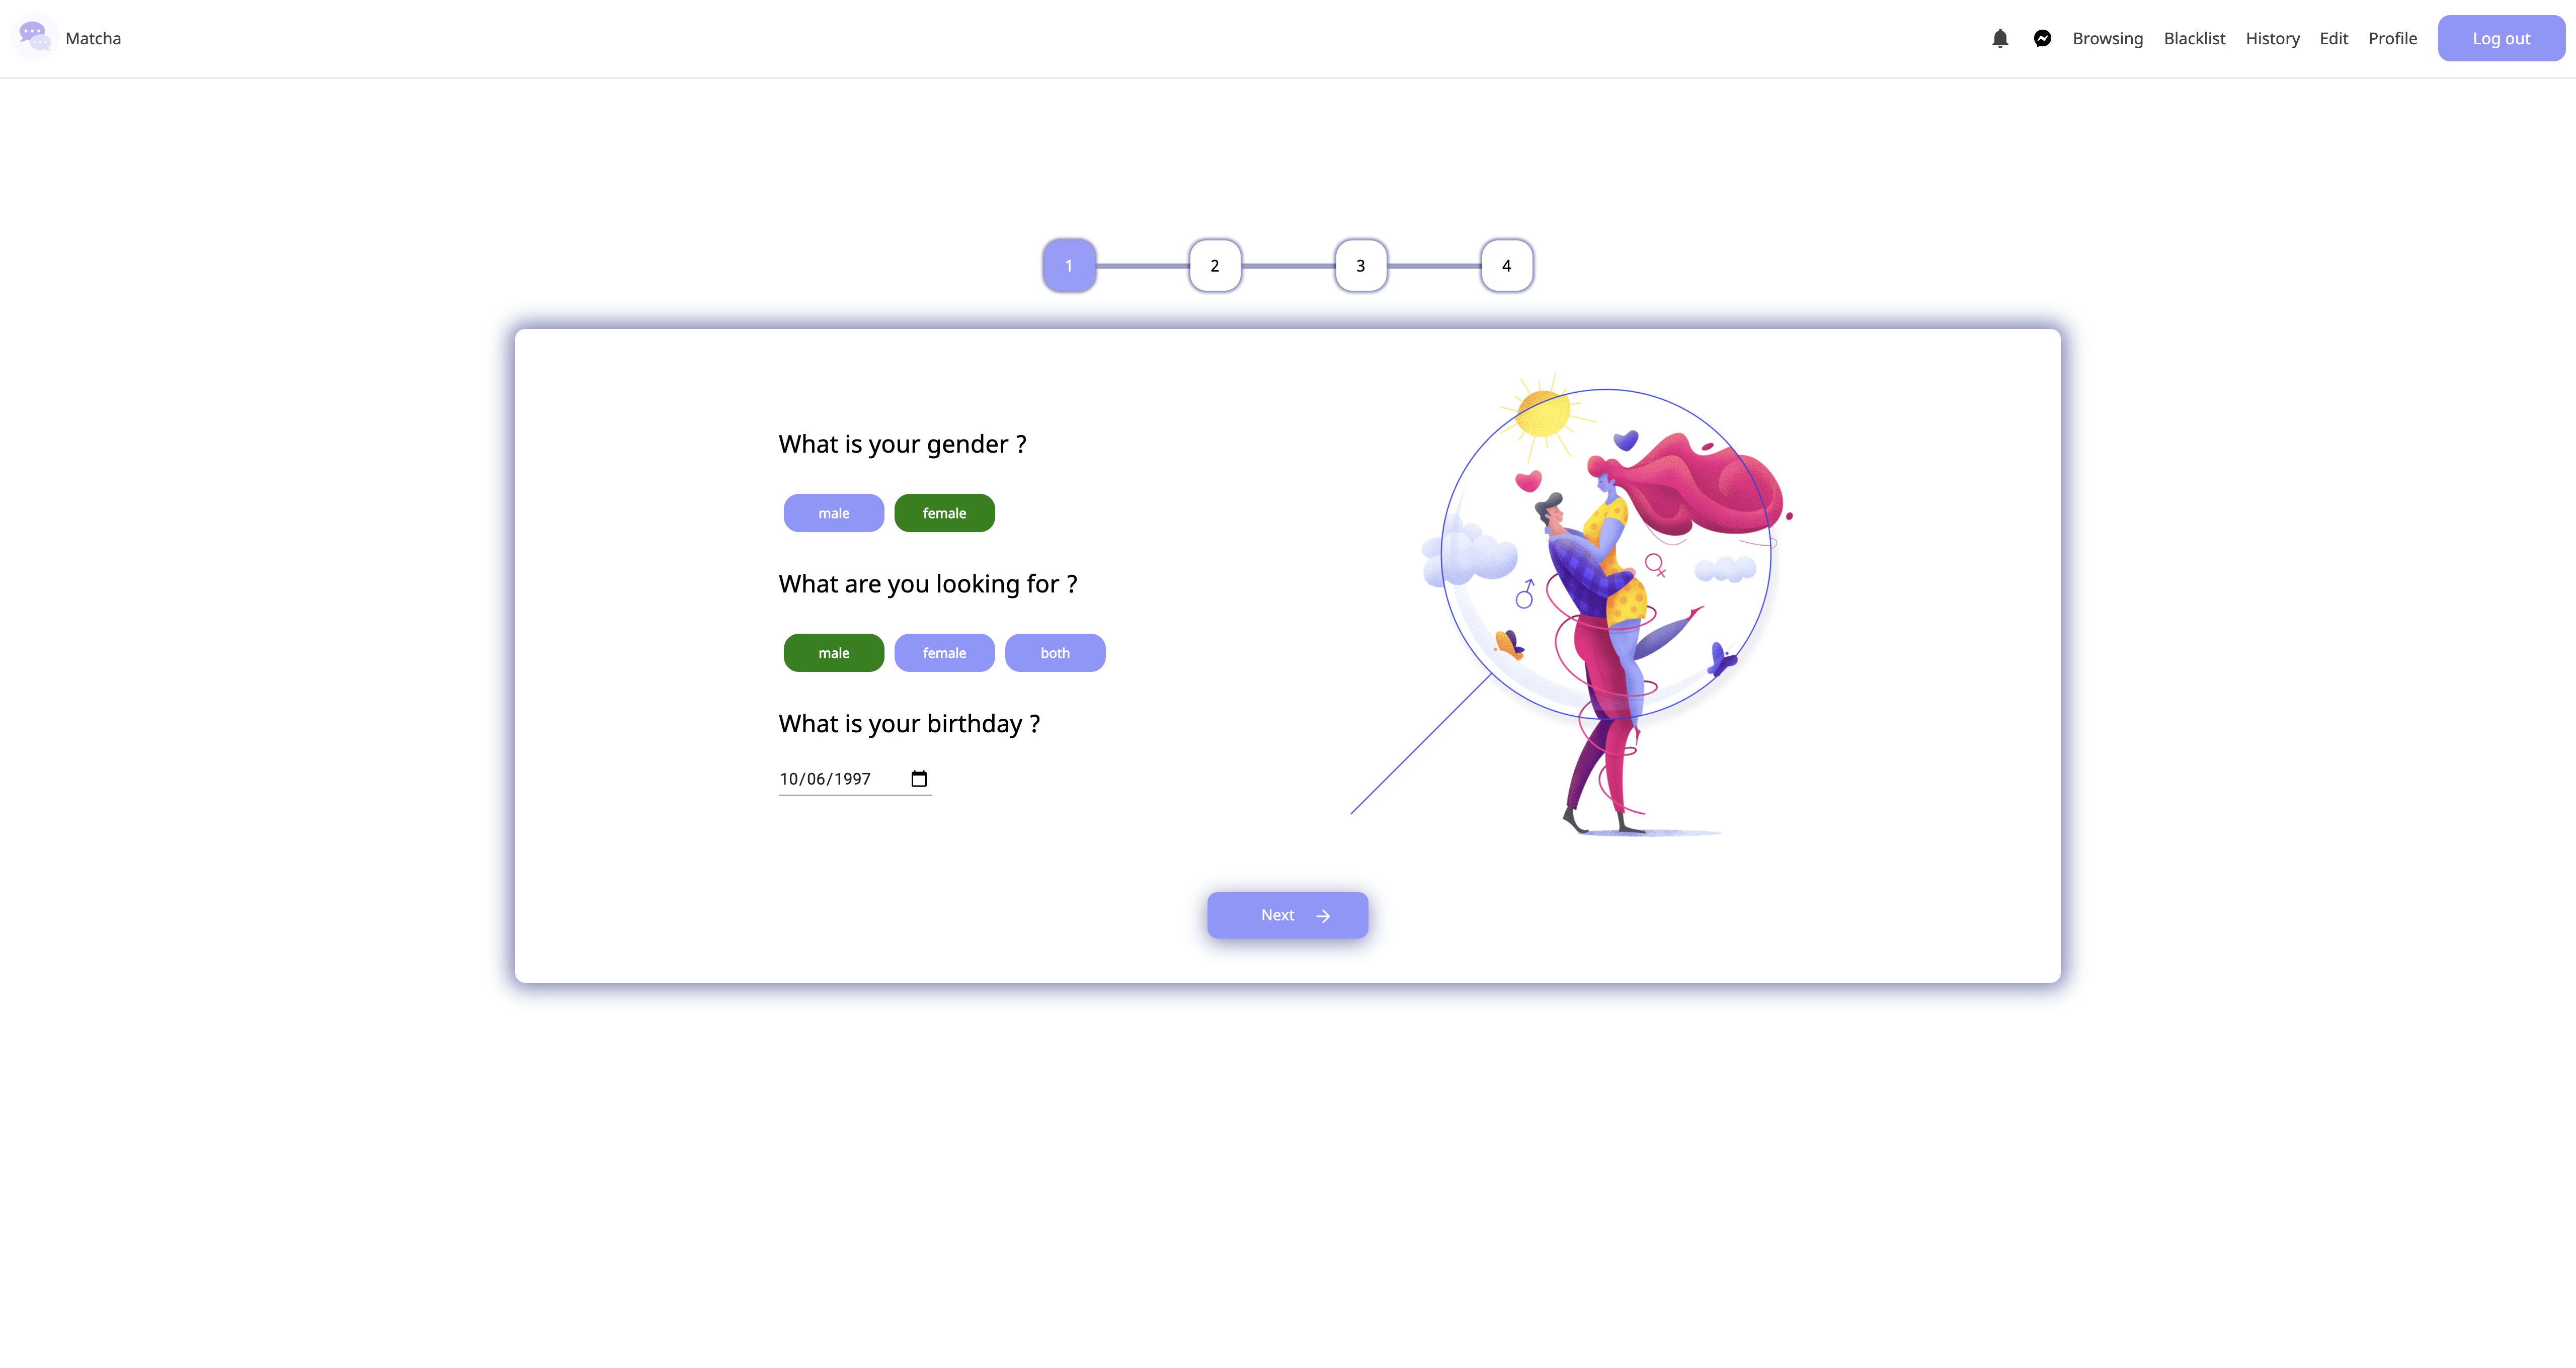 Matcha
Browsing Blacklist History Edit Profile Log out
1 2 3 4
What is your gender ?
male female
What are you looking for ?
male female both
What is your birthday ?
10/06/1997
Next